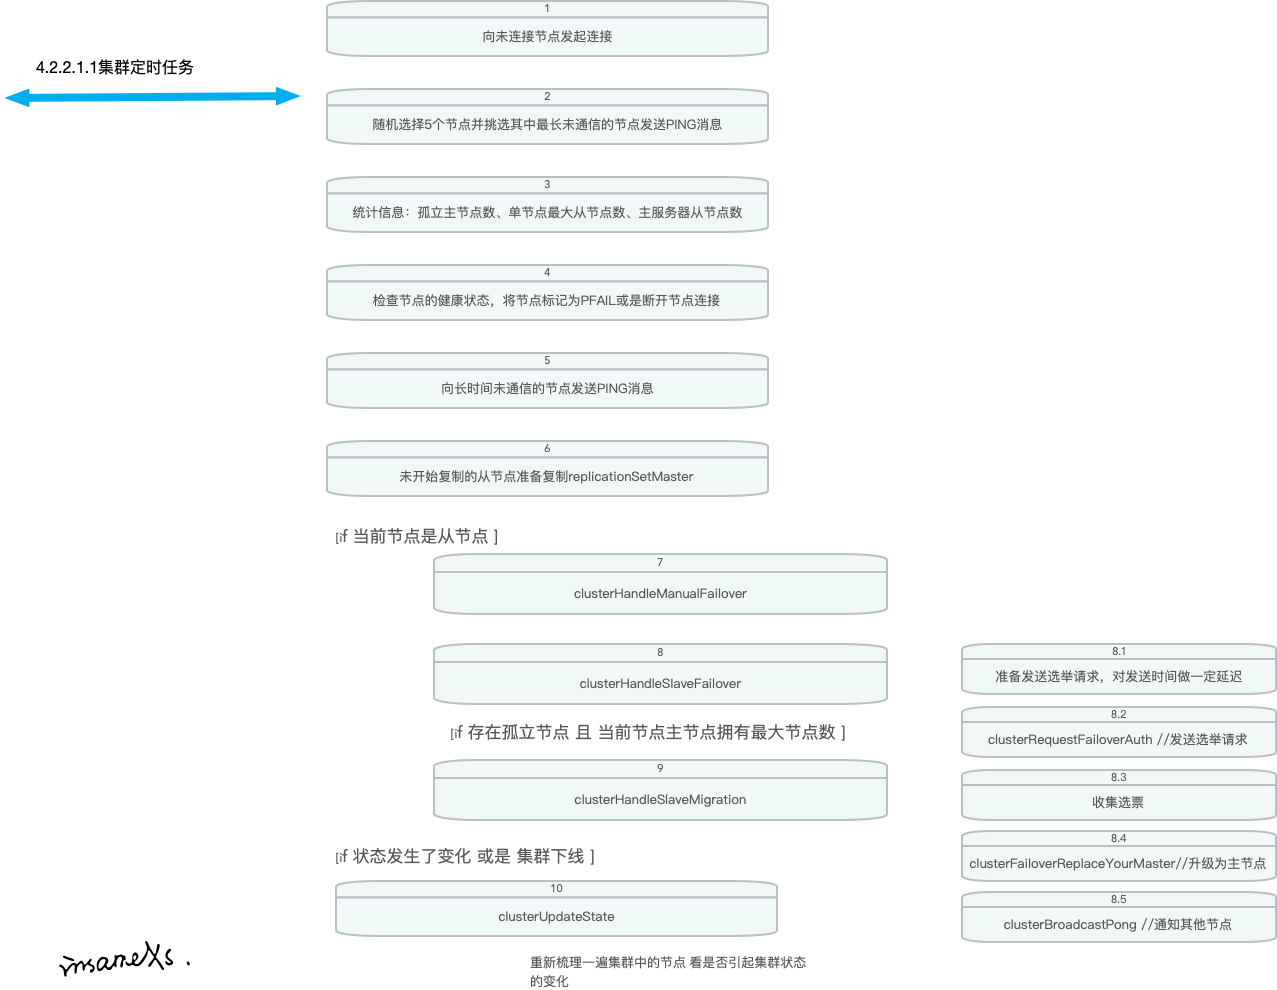 4.2.2.1.1集群定时任务
1
向未连接节点发起连接
2
随机选择5个节点并挑选其中最长未通信的节点发送PING消息
3
统计信息：孤立主节点数、单节点最大从节点数、主服务器从节点数
4
检查节点的健康状态，将节点标记为PFAIL或是断开节点连接
5
向长时间未通信的节点发送PING消息
6
未开始复制的从节点准备复制replicationSetMaster
[if 当前节点是从节点 ]
7
clusterHandleManualFailover
8
clusterHandleSlaveFailover
[if 存在孤立节点 且 当前节点主节点拥有最大节点数 ]
9
clusterHandleSlaveMigration
[if 状态发生了变化 或是 集群下线 ]
10
clusterUpdateState
重新梳理一遍集群中的节点 看是否引起集群状态
的变化
8.1
准备发送选举请求，对发送时间做一定延迟
8.2
clusterRequestFailoverAuth //发送选举请求
8.3
收集选票
8.4
clusterFailoverReplaceYourMaster//升级为主节点
8.5
clusterBroadcastPong //通知其他节点
insaneXs.